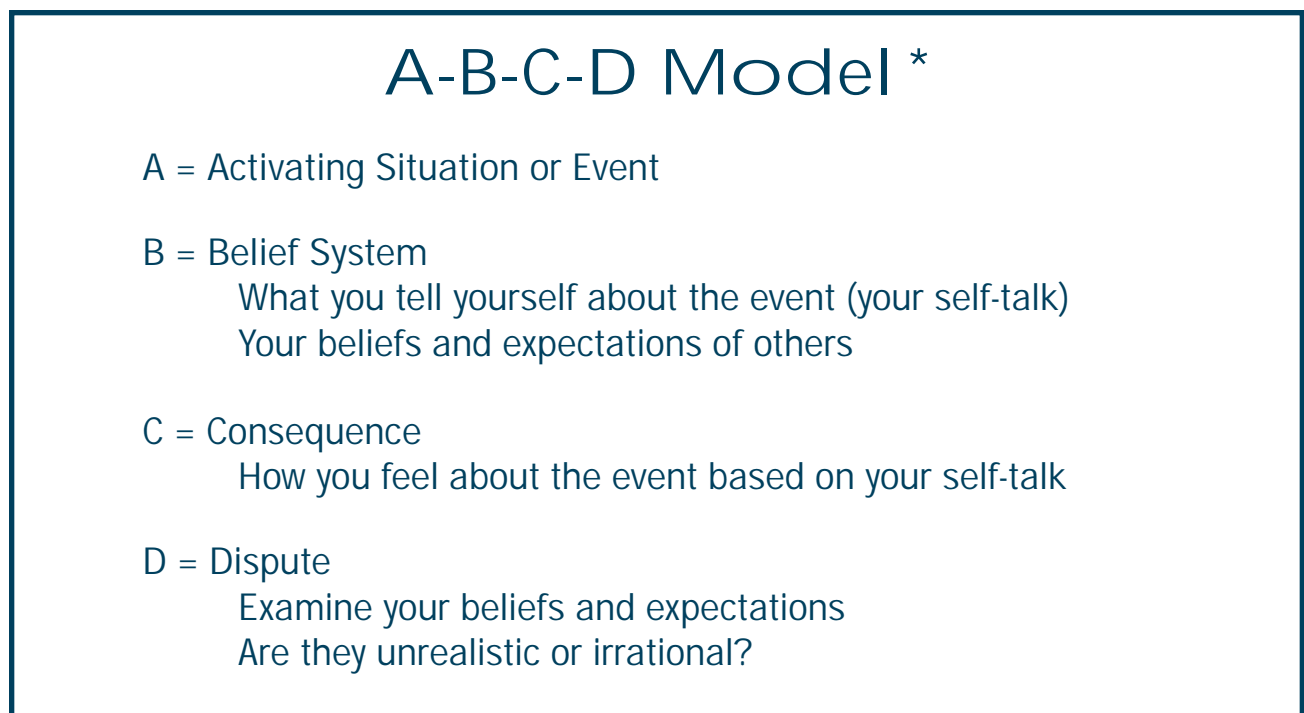 A-B-C-D Model *
A = Activating Situation or Event
B = Belief System
What you tell yourself about the event (your self-talk)
Your beliefs and expectations of others
C = Consequence
How you feel about the event based on your self-talk
D = Dispute
Examine your beliefs and expectations
Are they unrealistic or irrational?